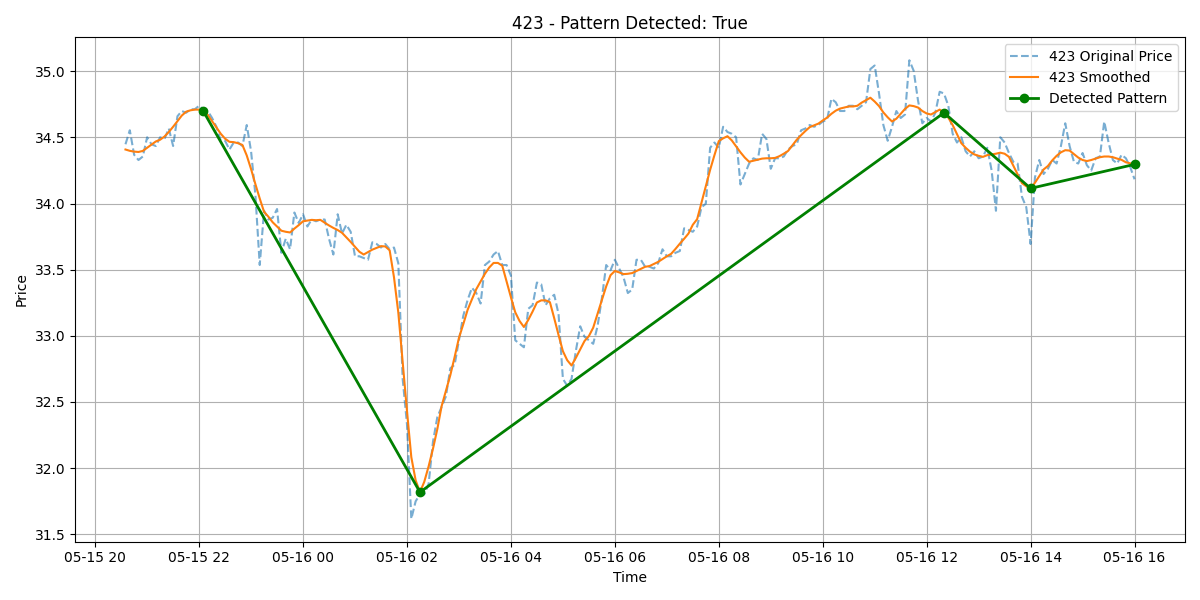 423 - Pattern Detected: True
423 Original Price
423 Smoothed
Detected Pattern
Price
35.0
34.5
34.0
33.5
33.0
32.5
32.0
31.5
05-15 20 05-15 22 05-16 00 05-16 02 05-16 04 05-16 06 05-16 08 05-16 10 05-16 12 05-16 14 05-16 16
Time